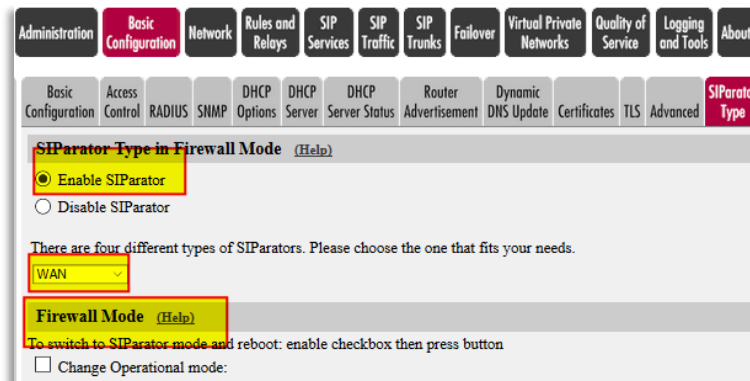 Administration
Basic Configuration
Network
Rules and Relays
SIP Services
SIP Traffic
SIP Trunks
Failover
Virtual Private Networks
Quality of Service
Logging and Tools
About
Basic Configuration
Access Control
RADIUS
SNMP
DHCP Options
DHCP Server
DHCP Server Status
Router Advertisement
Dynamic DNS Update
Certificates
TLS
Advanced
SIParato Type
SIParator Type in Firewall Mode (Help)
Enable SIParator
Disable SIParator
There are four different types of SIParators. Please choose the one that fits your needs.
WAN
Firewall Mode (Help)
To switch to SIParator mode and reboot: enable checkbox then press button
Change Operational mode: